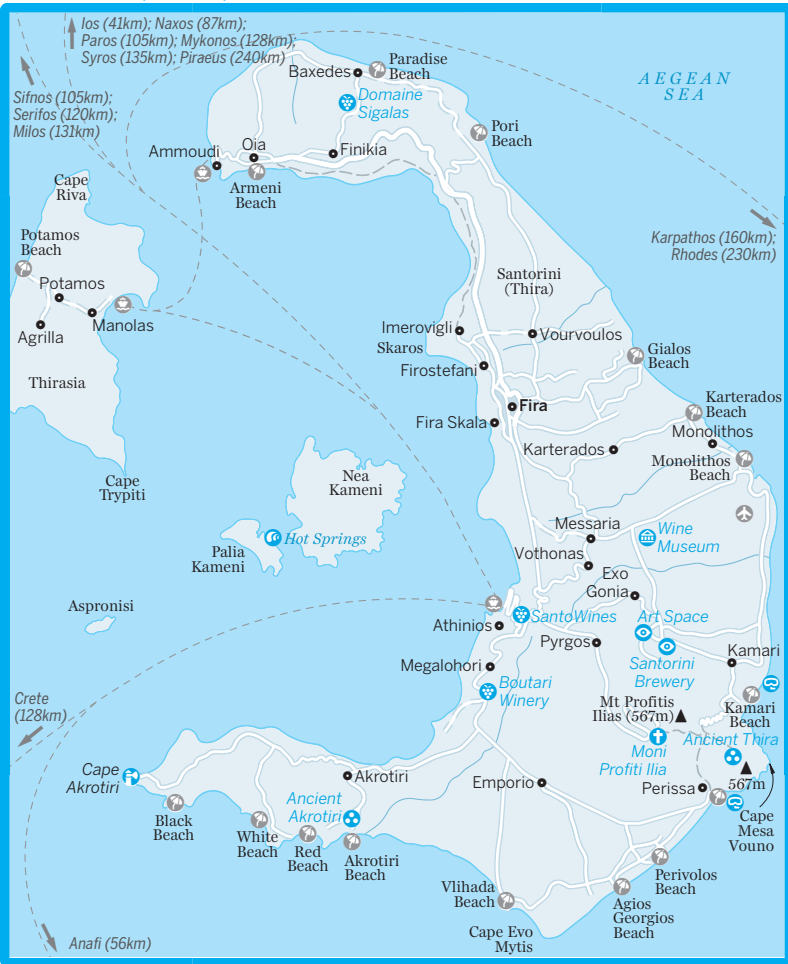 Ios (41km); Naxos (87km);
Paros (105km); Mykonos (128km);
Syros (135km); Piraeus (240km)
Sifnos (105km);
Serifos (120km);
Milos (131km)
Baxedes
Paradise
Beach
AEGEAN
SEA
Domaine
Sigalas
Pori
Beach
Ammoudi
Oia
Finikia
Armeni
Beach
Cape
Riva
Karpathos (160km);
Rhodes (230km)
Potamos
Beach
Potamos
Manolas
Agrilla
Thirasia
Santorini
(Thira)
Imerovigli
Skaros
Vourvoulos
Firostefani
Gialos
Beach
Fira
Fira Skala
Karterados
Beach
Monolithos
Karterados
Monolithos
Beach
Cape
Trypiti
Nea
Kameni
Hot Springs
Palia
Kameni
Messaria
Wine
Museum
Vothonas
Exo
Gonia
Aspronisi
Athinios
SantoWines
Art Space
Pyrgos
Santorini
Brewery
Kamari
Megalohori
Boutari
Winery
Mt Profitis
Ilias (567m)
Kamari
Beach
Crete
(128km)
Moni
Profiti Ilia
Ancient Thira
567m
Cape
Akrotiri
Akrotiri
Emporio
Perissa
Cape
Mesa
Vouno
Ancient
Akrotiri
Black
Beach
White
Beach
Red
Beach
Akrotiri
Beach
Perivolos
Beach
Vlihada
Beach
Agios
Georgios
Beach
Cape Evo
Mytis
Anafi (56km)